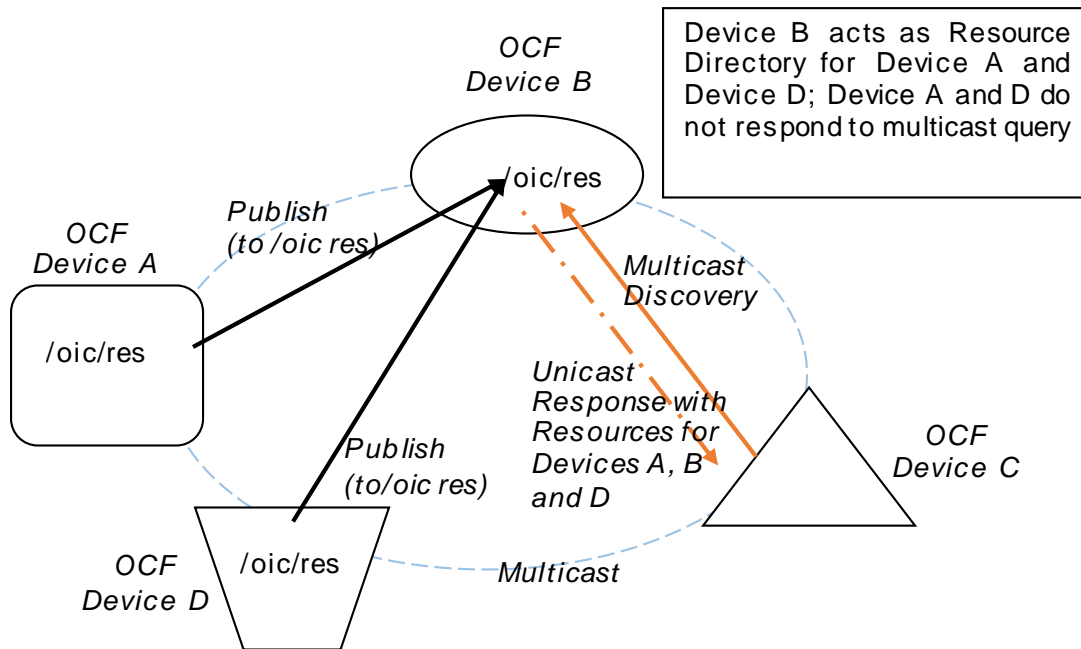 OCF
Device B
Device B acts as Resource
Directory for Device A and
Device D; Device A and D do
not respond to multicast query
/oic/res
Publish
(to /oic res)
OCF
Device A
/oic/res
Multicast
Discovery
Unicast
Response with
Resources for
Devices A, B
and D
OCF
Device C
Publish
(to/oic res)
OCF
Device D
/oic/res
Multicast